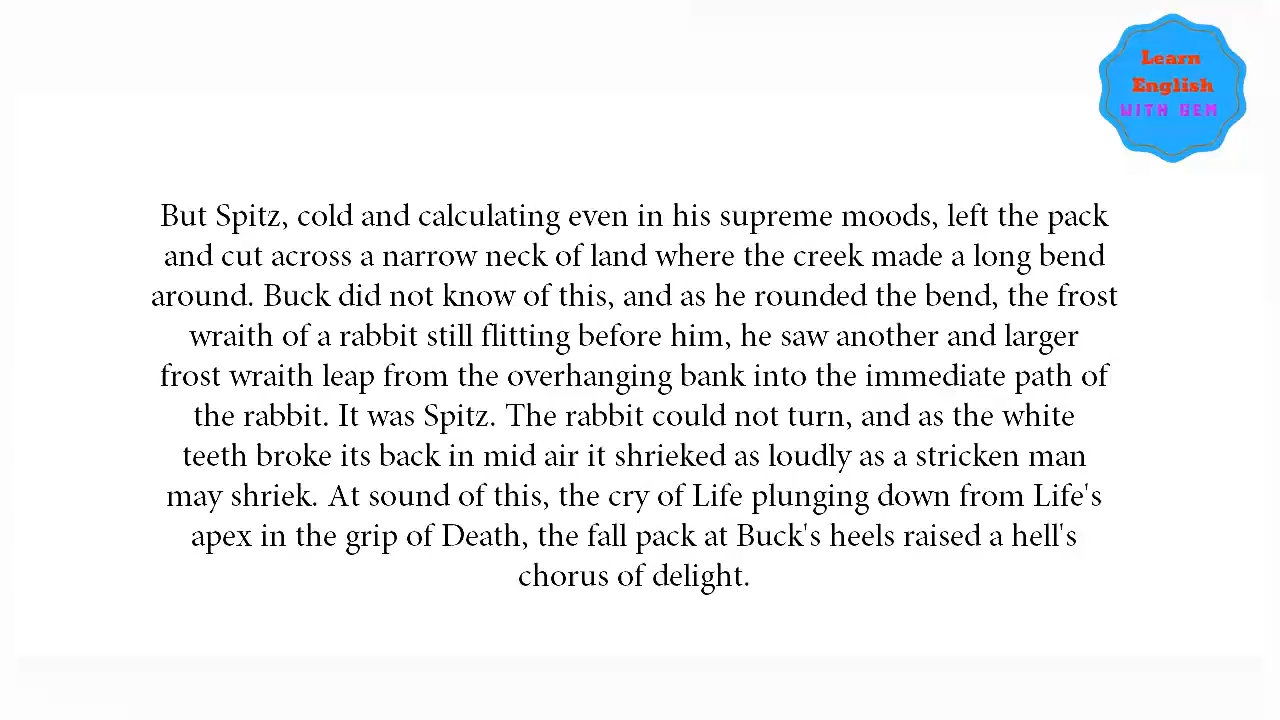 Learn
English
WITH GEM
But Spitz, cold and calculating even in his supreme moods, left the pack
and cut across a narrow neck of land where the creek made a long bend
around. Buck did not know of this, and as he rounded the bend, the frost
wraith of a rabbit still flitting before him, he saw another and larger
frost wraith leap from the overhanging bank into the immediate path of
the rabbit. It was Spitz. The rabbit could not turn, and as the white
teeth broke its back in mid air it shrieked as loudly as a stricken man
may shriek. At sound of this, the cry of Life plunging down from Life's
apex in the grip of Death, the fall pack at Buck's heels raised a hell's
chorus of delight.